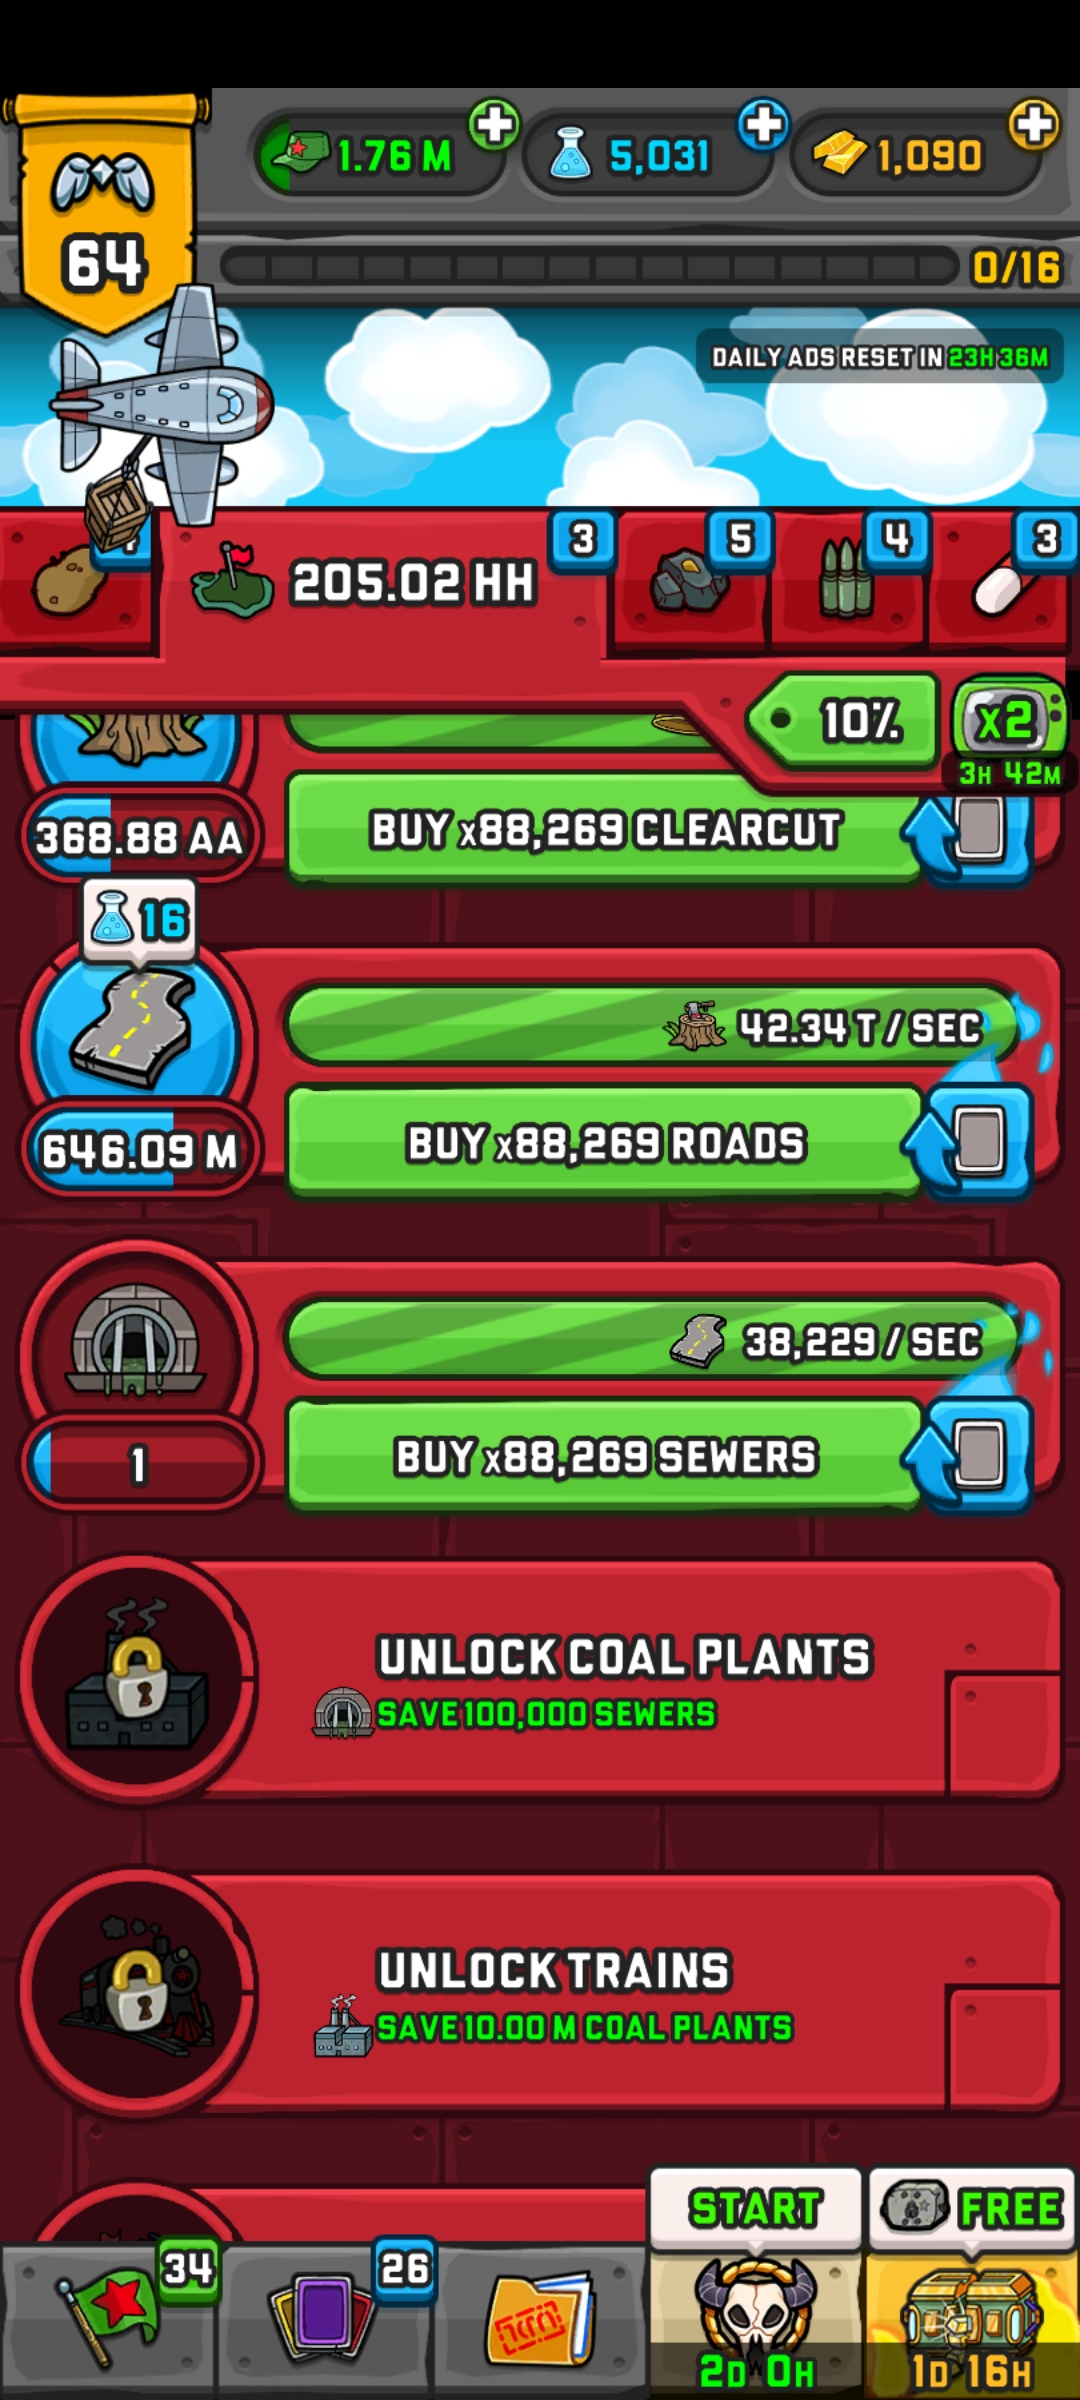 1.76 M
5,031
1,090
64
0/16
DAILY ADS RESET IN 23H 36M
205.02 HH
3
5
4
3
10%
X2
3H 42M
368.88 AA
BUY x88,269 CLEARCUT
16
42.34 T / SEC
646.09 M
BUY x88,269 ROADS
38,229 / SEC
1
BUY x88,269 SEWERS
UNLOCK COAL PLANTS
SAVE 100,000 SEWERS
UNLOCK TRAINS
SAVE 10.00 M COAL PLANTS
START
FREE
34
26
2D 0H
1D 16H